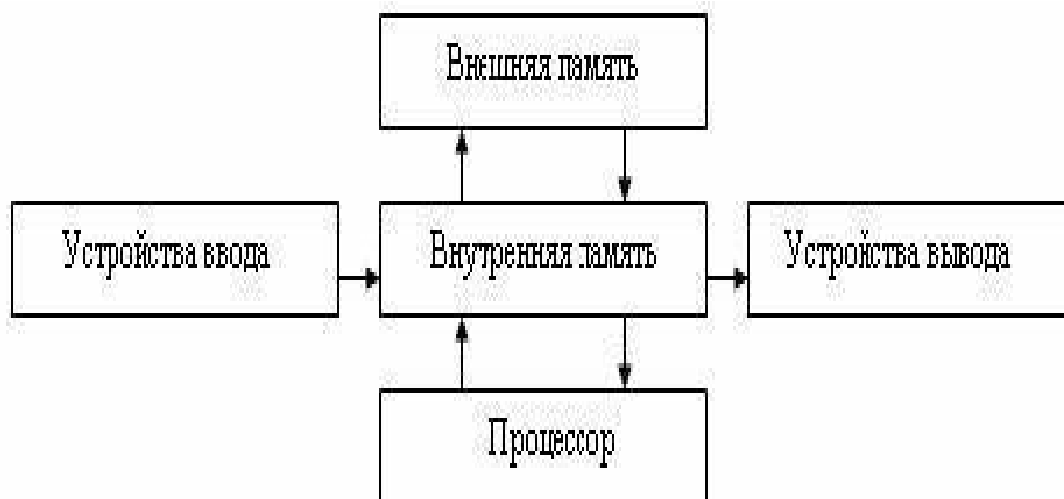 Внешняя память
Устройства ввода
Внутренняя память
Устройства вывода
Процессор